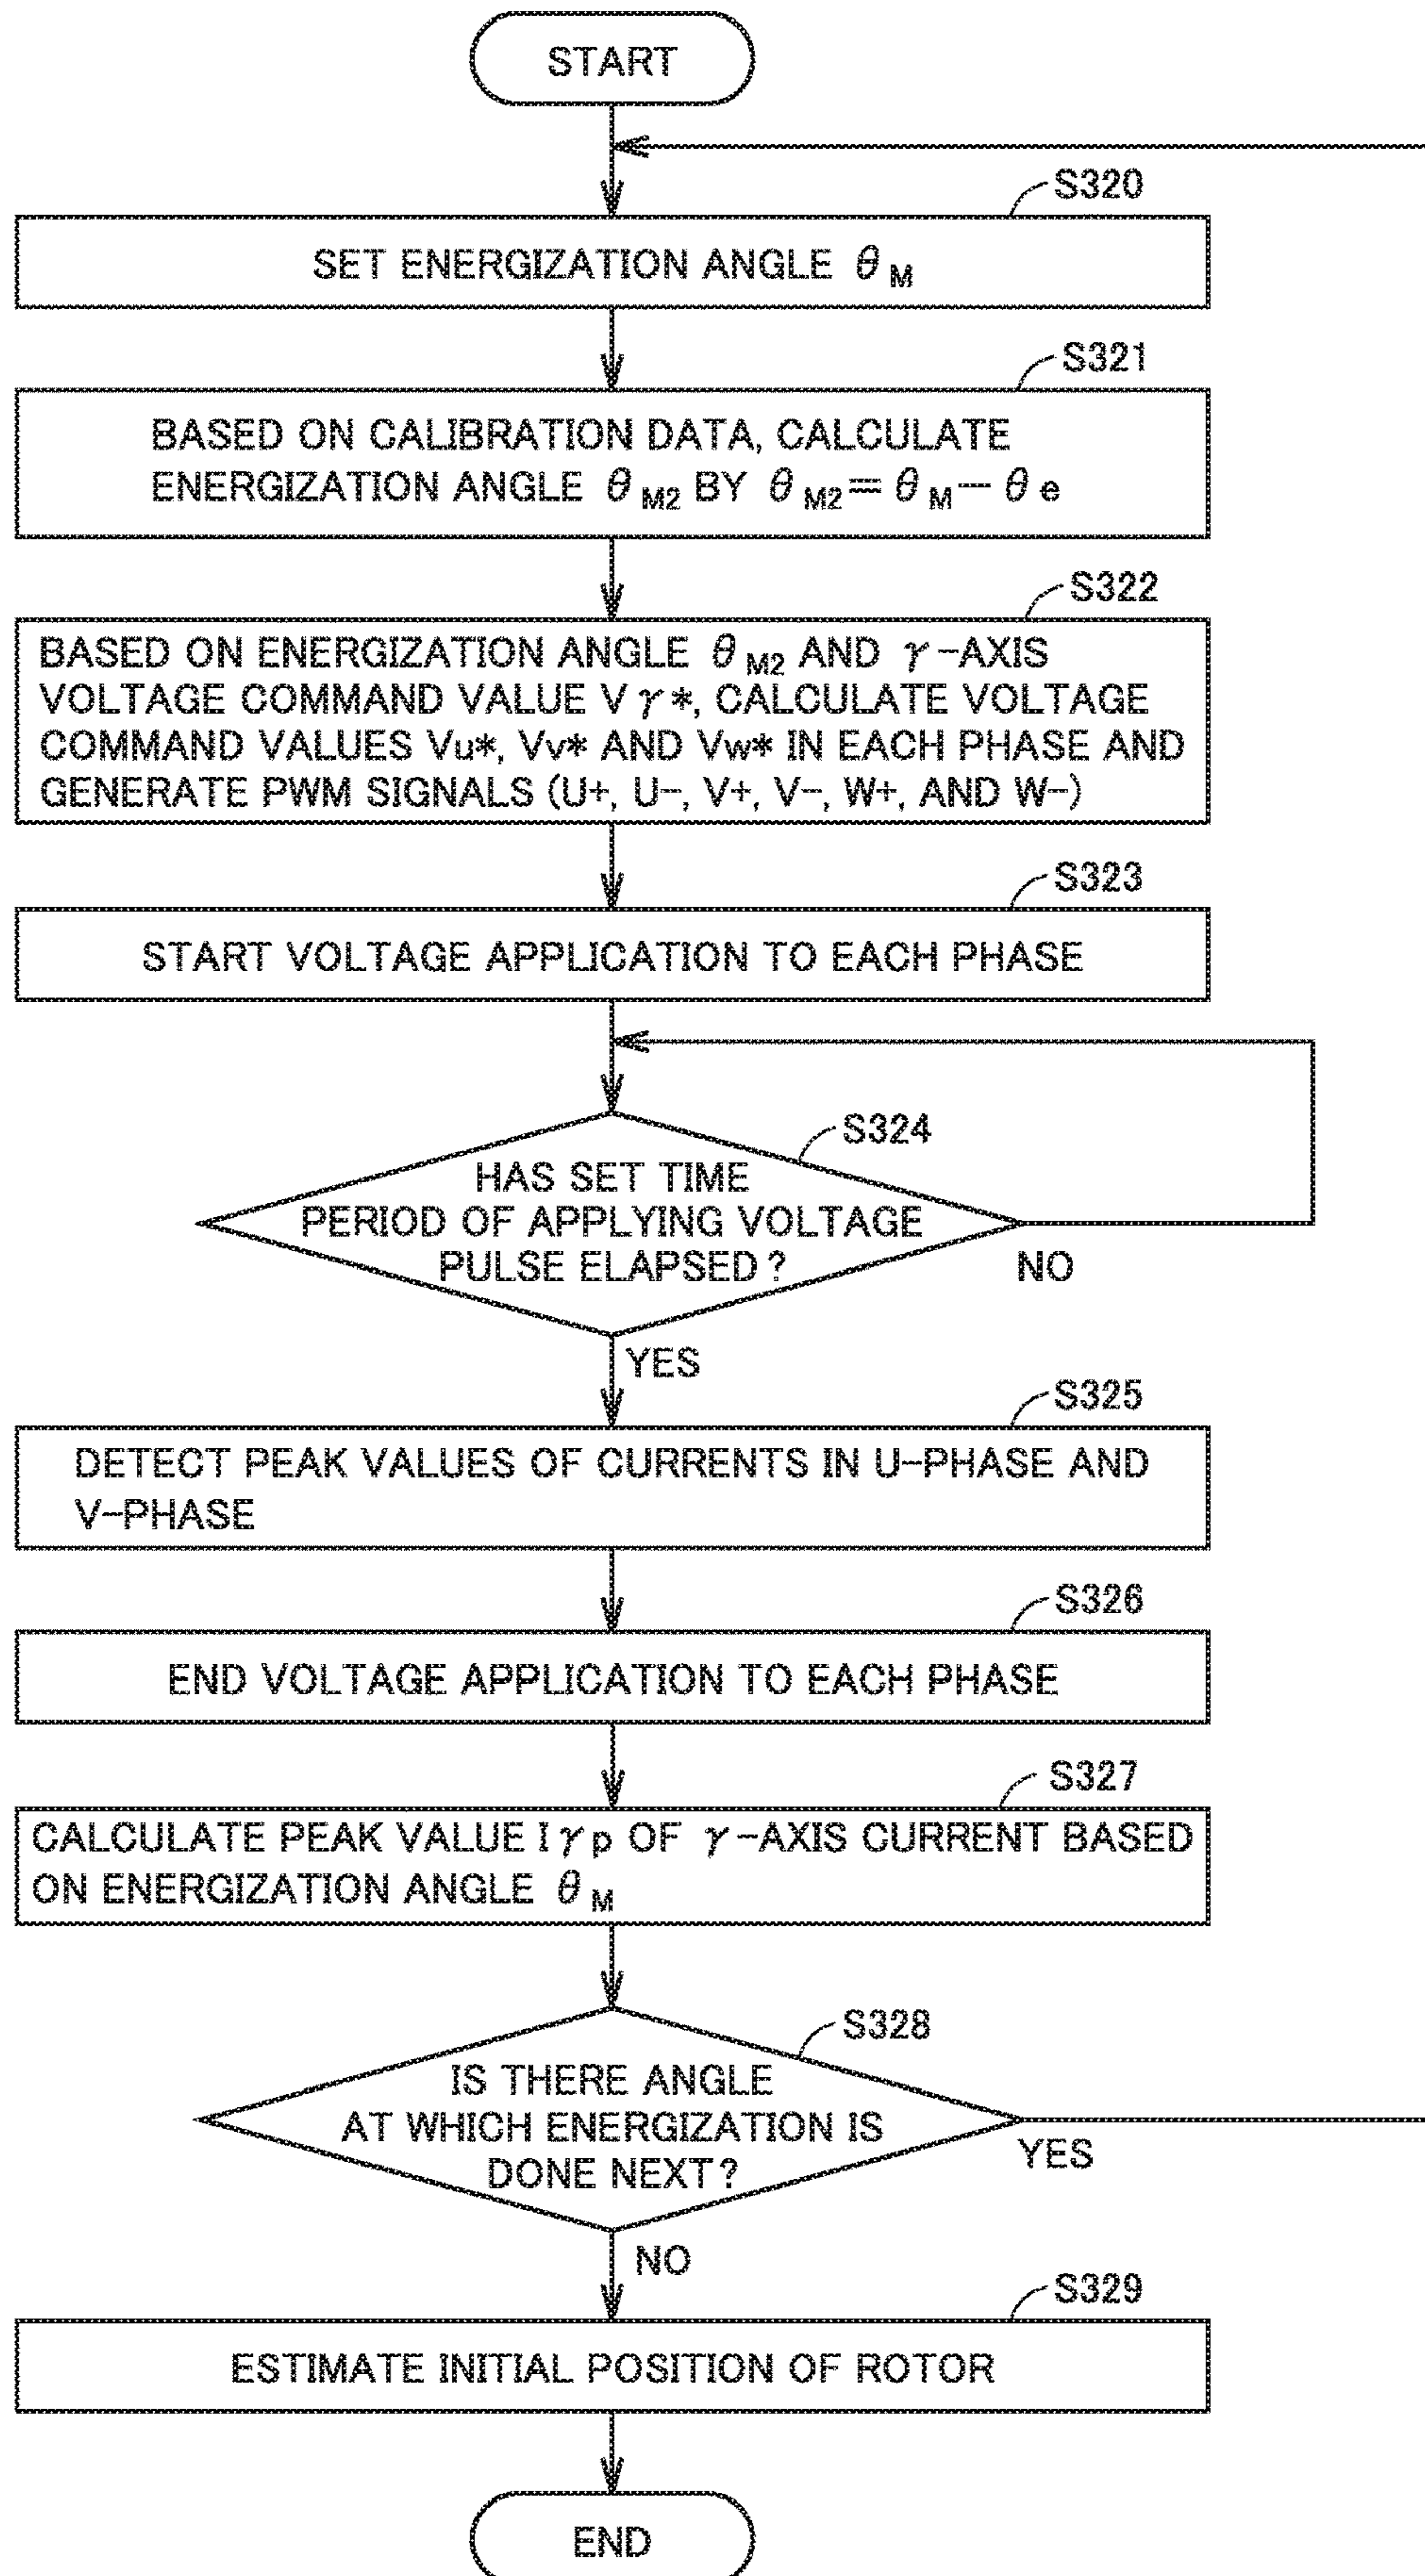 START
S320
SET ENERGIZATION ANGLE θM
S321
BASED ON CALIBRATION DATA, CALCULATE
ENERGIZATION ANGLE θM2 BY θM2=θM-θe
S322
BASED ON ENERGIZATION ANGLE θM2 AND γ-AXIS
VOLTAGE COMMAND VALUE Vγ*, CALCULATE VOLTAGE
COMMAND VALUES Vu*, Vv* AND Vw* IN EACH PHASE AND
GENERATE PWM SIGNALS (U+, U-, V+, V-, W+, AND W-)
S323
START VOLTAGE APPLICATION TO EACH PHASE
S324
HAS SET TIME
PERIOD OF APPLYING VOLTAGE
PULSE ELAPSED?
NO
YES
S325
DETECT PEAK VALUES OF CURRENTS IN U-PHASE AND
V-PHASE
S326
END VOLTAGE APPLICATION TO EACH PHASE
S327
CALCULATE PEAK VALUE Iγp OF γ-AXIS CURRENT BASED
ON ENERGIZATION ANGLE θM
S328
IS THERE ANGLE
AT WHICH ENERGIZATION IS
DONE NEXT?
YES
NO
S329
ESTIMATE INITIAL POSITION OF ROTOR
END